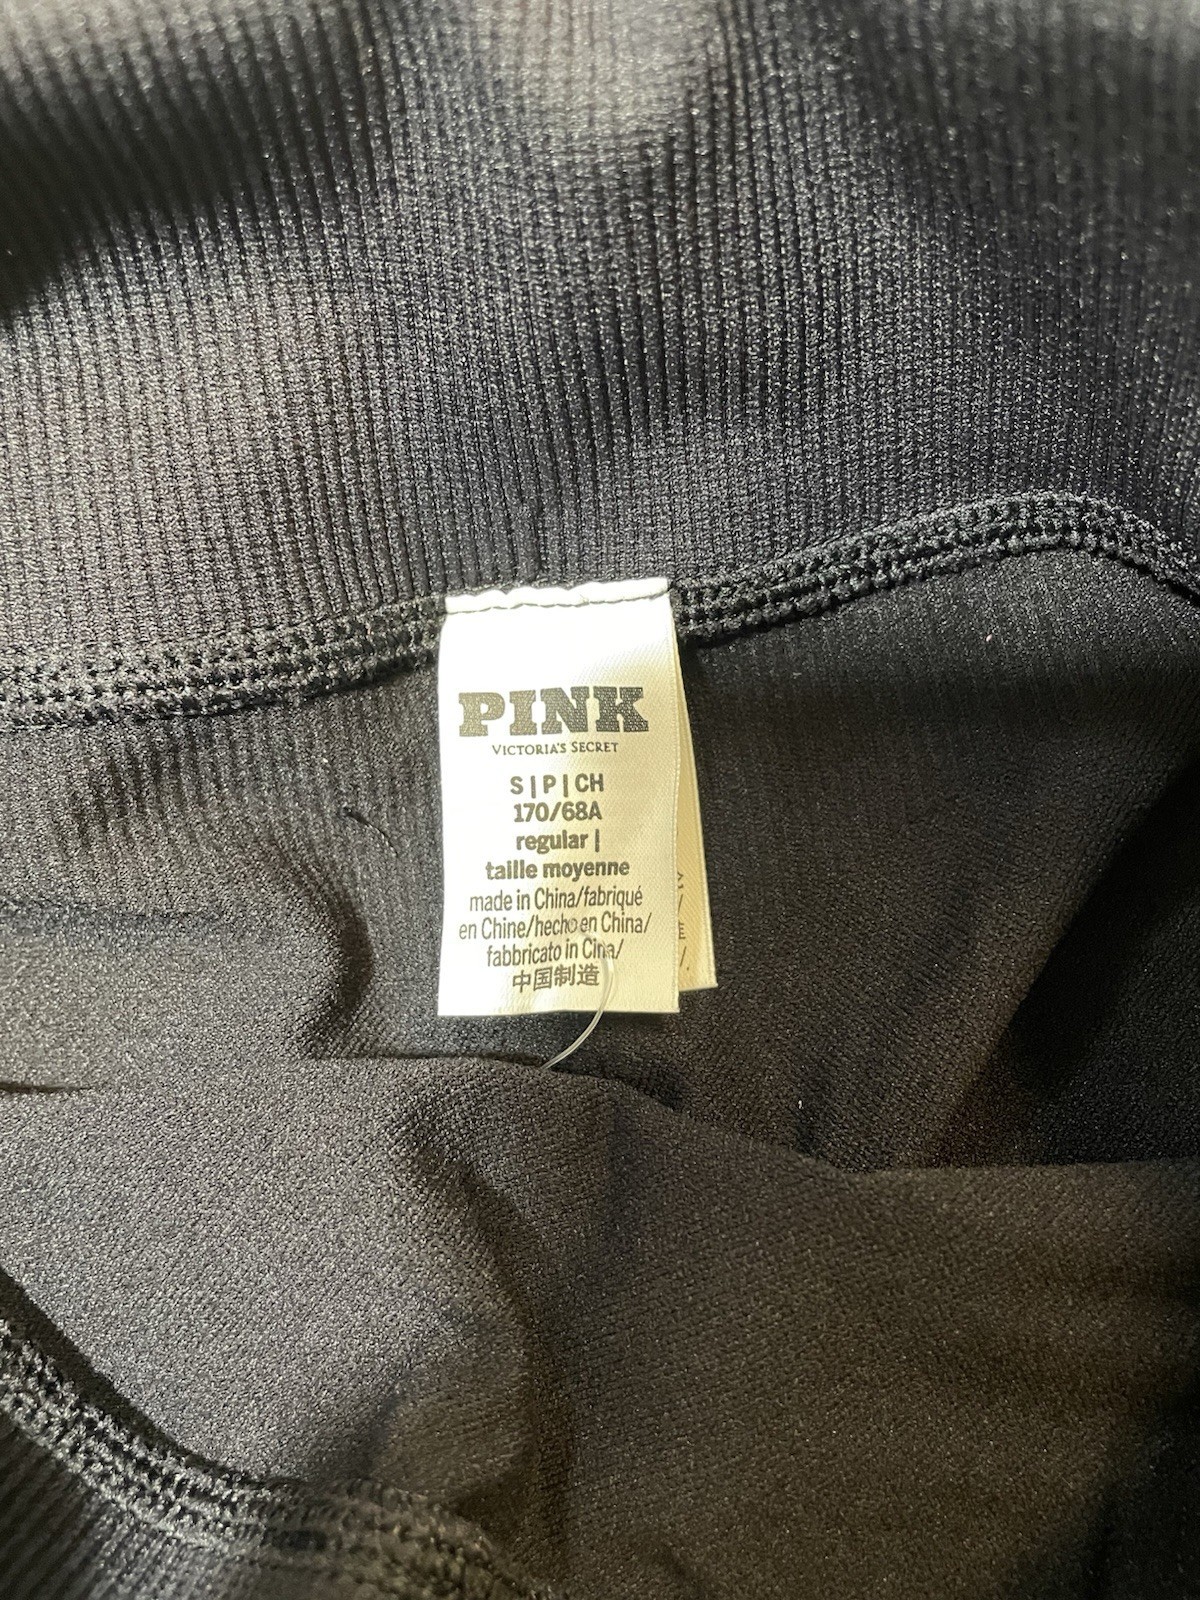 PINK
VICTORIA'S SECRET
S | P | CH
170/68A
regular |
taille moyenne
made in China/fabriqué
en Chine/hecho en China/
fabbricato in Cina/
中国制造